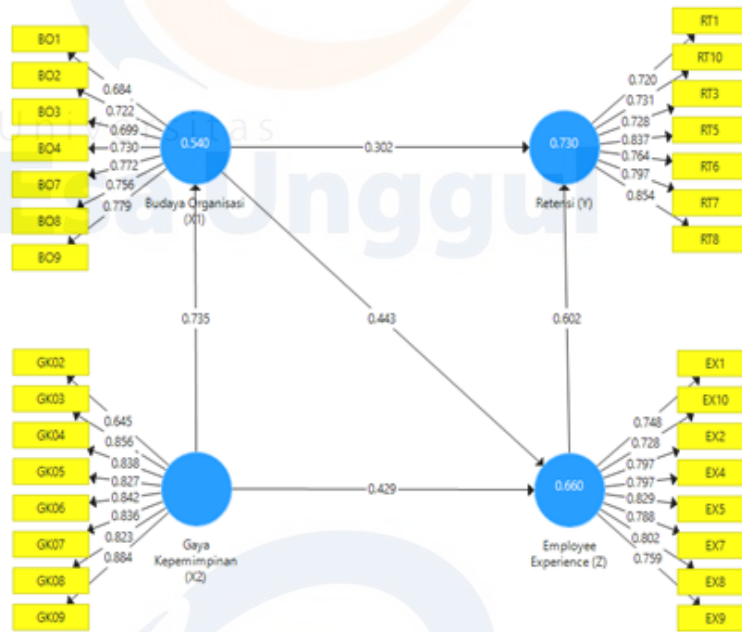 BO1
BO2
BO3
BO4
BO7
BO8
BO9
0.684
0.722
0.699
0.730
0.772
0.756
0.779
0.540
Budaya Organisasi
(X1)
0.302
0.730
Retensi (Y)
0.720
0.731
0.728
0.837
0.764
0.797
0.854
RT1
RT10
RT3
RT5
RT6
RT7
RT8
Universitas
Esa Unggul
0.735
0.443
0.602
GK02
GK03
GK04
GK05
GK06
GK07
GK08
GK09
0.645
0.856
0.838
0.827
0.842
0.836
0.823
0.884
Gaya
Kepemimpinan
(X2)
0.429
0.660
Employee
Experience (Z)
0.748
0.728
0.797
0.797
0.829
0.788
0.802
0.759
EX1
EX10
EX2
EX4
EX5
EX7
EX8
EX9